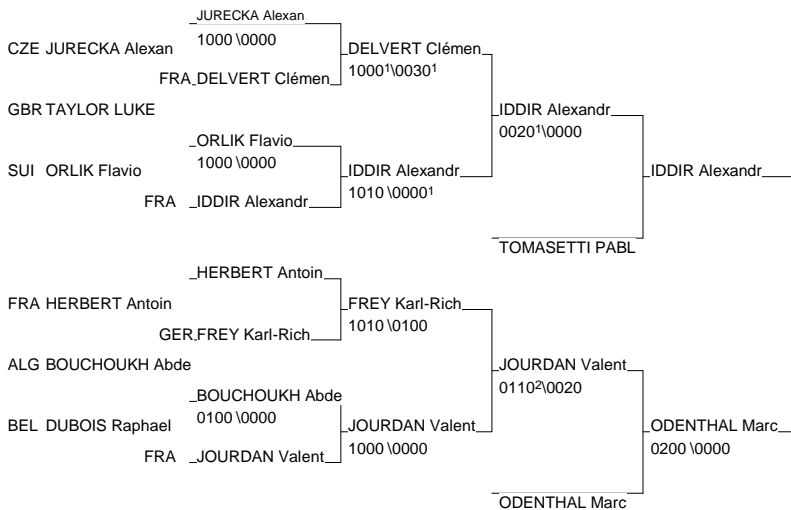 JURECKA Alexan
CZE JURECKA Alexan 1000 \0000 DELVERT Clémen
1000¹\0030¹
FRA DELVERT Clémen
GBR TAYLOR LUKE IDDIR Alexandr
0020¹\0000
ORLIK Flavio
1000 \0000
SUI ORLIK Flavio IDDIR Alexandr IDDIR Alexandr
1010 \0000¹
FRA IDDIR Alexandr
TOMASETTI PABL
HERBERT Antoin
FRA HERBERT Antoin FREY Karl-Rich
1010 \0100
GER FREY Karl-Rich
ALG BOUCHOUKH Abde JOURDAN Valent
0110²\0020
BOUCHOUKH Abde
0100 \0000
BEL DUBOIS Raphael JOURDAN Valent ODENTHAL Marc
1000 \0000 0200 \0000
FRA JOURDAN Valent
ODENTHAL Marc